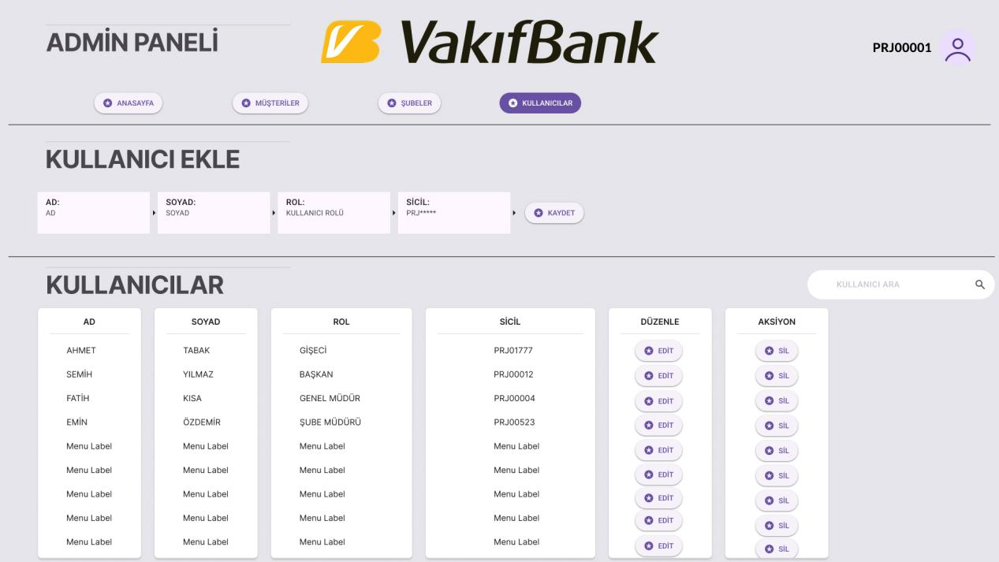 ADMİN PANELİ
VakıfBank
PRJ00001
ANASAYFA MÜŞTERİLER ŞUBELER KULLANICILAR
KULLANICI EKLE
AD: SOYAD: ROL: SİCİL:
AD SOYAD KULLANICI ROLÜ PRJ***** KAYDET
KULLANICILAR
KULLANICI ARA
AD SOYAD ROL SİCİL DÜZENLE AKSİYON
AHMET TABAK GİŞECİ PRJ01777 EDİT SİL
SEMİH YILMAZ BAŞKAN PRJ00012 EDİT SİL
FATİH KISA GENEL MÜDÜR PRJ00004 EDİT SİL
EMİN ÖZDEMİR ŞUBE MÜDÜRÜ PRJ00523 EDİT SİL
Menu Label Menu Label Menu Label Menu Label EDİT SİL
Menu Label Menu Label Menu Label Menu Label EDİT SİL
Menu Label Menu Label Menu Label Menu Label EDİT SİL
Menu Label Menu Label Menu Label Menu Label EDİT SİL
Menu Label Menu Label Menu Label Menu Label EDİT SİL